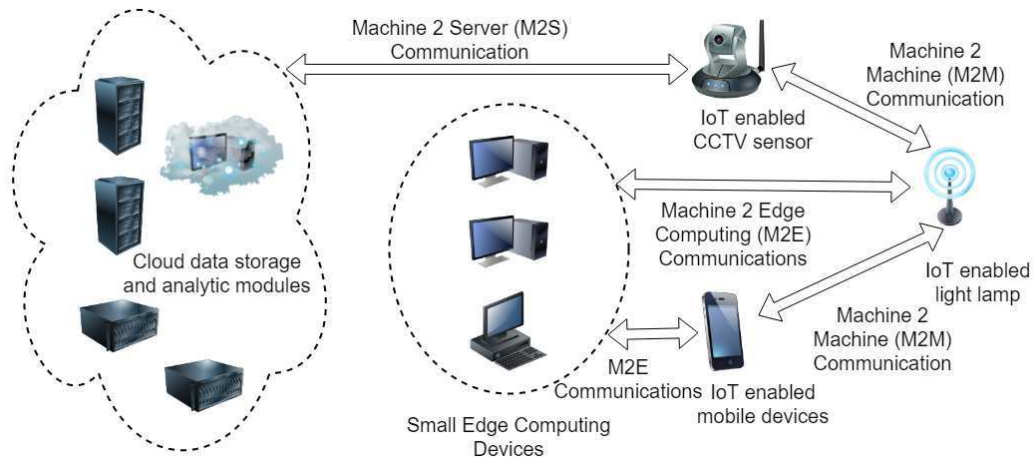 Machine 2 Server (M2S)
Communication
Machine 2
Machine (M2M)
Communication
IoT enabled
CCTV sensor
Machine 2 Edge
Computing (M2E)
Communications
Cloud data storage
and analytic modules
IoT enabled
light lamp
Machine 2
Machine (M2M)
Communication
M2E
Communications
IoT enabled
mobile devices
Small Edge Computing
Devices